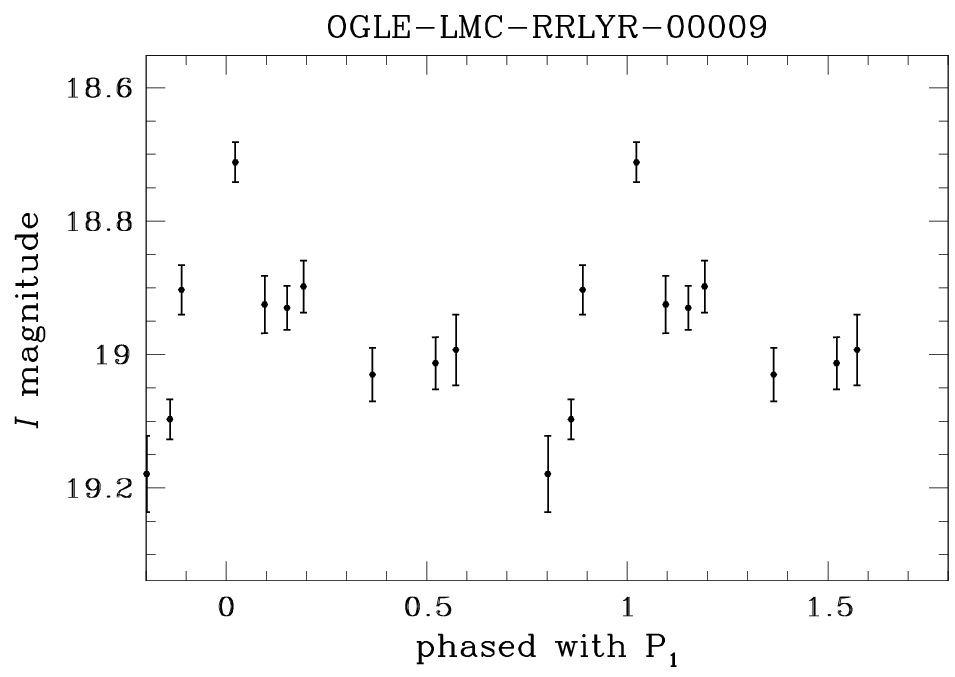 OGLE-LMC-RRLYR-00009
18.6
18.8
19
19.2
I magnitude
0 0.5 1 1.5
phased with P₁